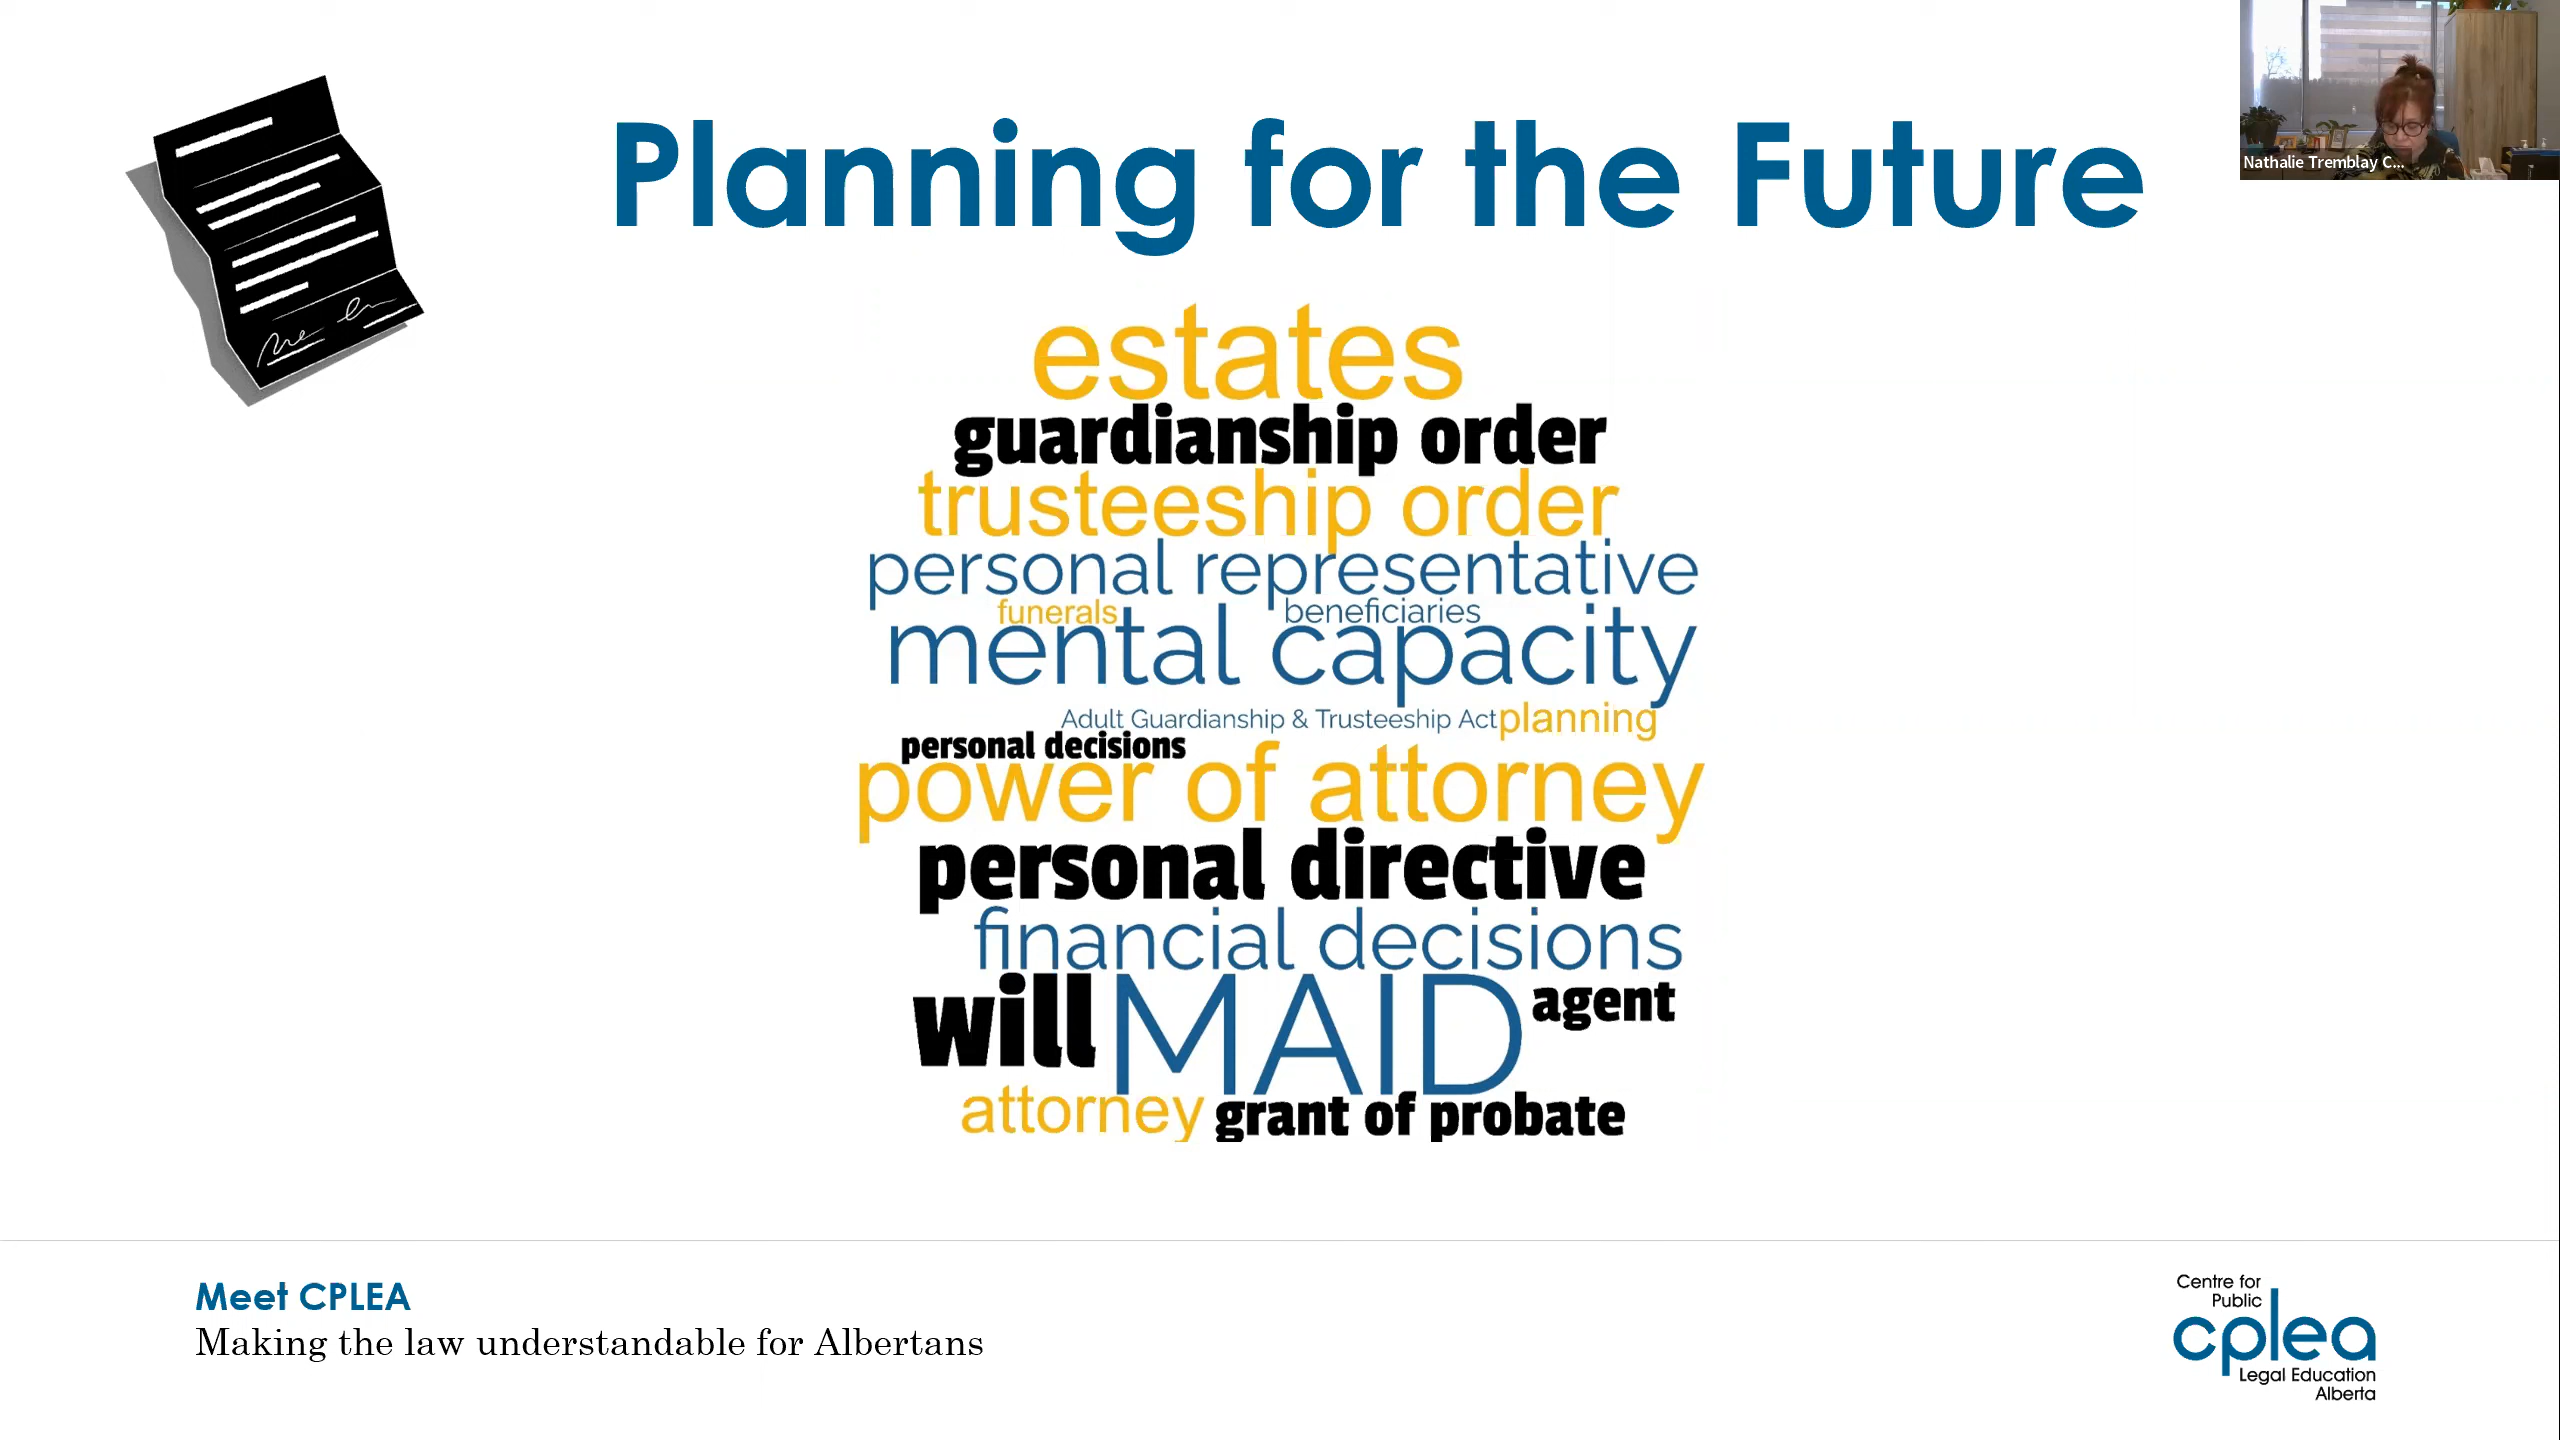 Planning for the Future
Nathalie Tremblay C...
estates
guardianship order
trusteeship order
personal representative
funerals
beneficiaries
mental capacity
Adult Guardianship & Trusteeship Act
planning
personal decisions
power of attorney
personal directive
financial decisions
will
MAID
agent
attorney
grant of probate
Meet CPLEA
Making the law understandable for Albertans
Centre for
Public
cplea
Legal Education
Alberta